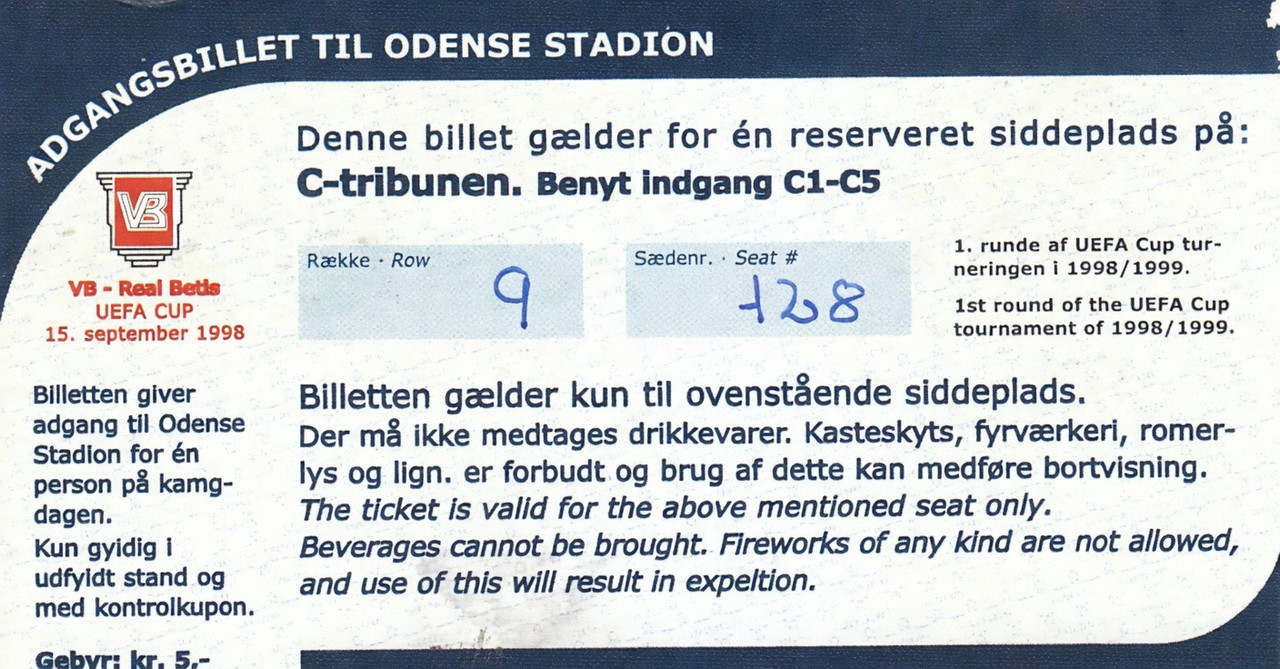 ADGANGSBILLET TIL ODENSE STADION
Denne billet gælder for én reserveret siddeplads på:
C-tribunen. Benyt indgang C1-C5
VB
VB - Real Betis
UEFA CUP
15. september 1998
Række · Row
9
Sædenr. · Seat #
128
1. runde af UEFA Cup tur-
neringen i 1998/1999.
1st round of the UEFA Cup
tournament of 1998/1999.
Billetten giver
adgang til Odense
Stadion for én
person på kamg-
dagen.
Kun gyidig i
udfyidt stand og
med kontrolkupon.
Gebyr: kr. 5,-
Billetten gælder kun til ovenstående siddeplads.
Der må ikke medtages drikkevarer. Kasteskyts, fyrværkeri, romer-
lys og lign. er forbudt og brug af dette kan medføre bortvisning.
The ticket is valid for the above mentioned seat only.
Beverages cannot be brought. Fireworks of any kind are not allowed,
and use of this will result in expeltion.